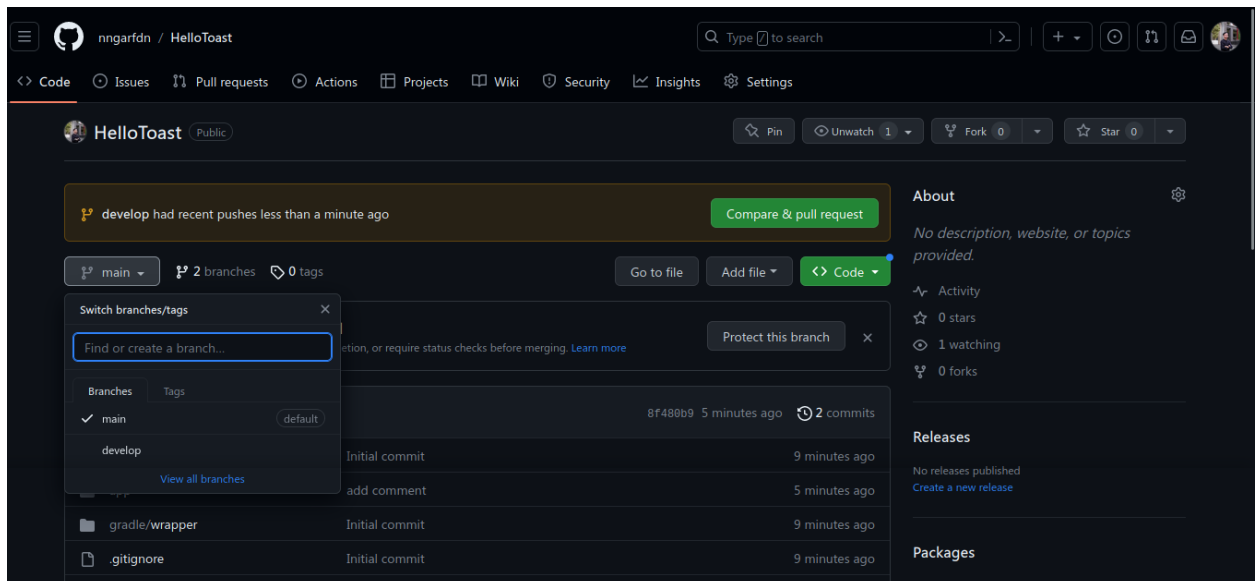 nngarfdn / HelloToast
Type / to search
Code Issues Pull requests Actions Projects Wiki Security Insights Settings
HelloToast Public
Pin Unwatch 1 Fork 0 Star 0
develop had recent pushes less than a minute ago Compare & pull request
main 2 branches 0 tags Go to file Add file Code
Switch branches/tags
Find or create a branch...
etion, or require status checks before merging. Learn more
Protect this branch
Branches Tags
main default
develop
View all branches
8f480b9 5 minutes ago 2 commits
Initial commit 9 minutes ago
add comment 5 minutes ago
gradle/wrapper Initial commit 9 minutes ago
.gitignore Initial commit 9 minutes ago
About
No description, website, or topics
provided.
Activity
0 stars
1 watching
0 forks
Releases
No releases published
Create a new release
Packages